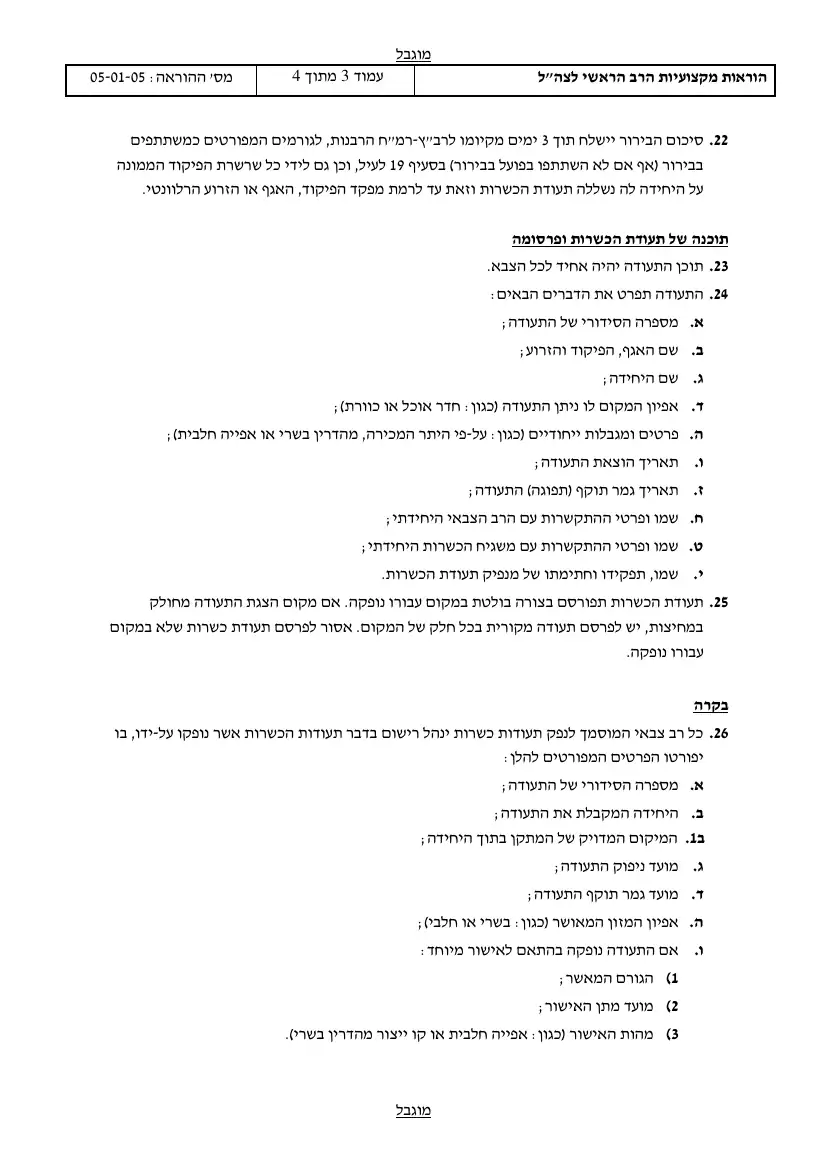 מוגבל
הוראות מקצועיות הרב הראשי לצה"ל
עמוד 3 מתוך 4
מס' ההוראה: 05-01-05
22. סיכום הבירור יישלח תוך 3 ימים מקיומו לרב"ץ-רמ"ח הרבנות, לגורמים המפורטים כמשתתפים
בבירור (אף אם לא השתתפו בפועל בבירור) בסעיף 19 לעיל, וכן גם לידי כל שרשרת הפיקוד הממונה
על היחידה לה נשללה תעודת הכשרות וזאת עד לרמת מפקד הפיקוד, האגף או הזרוע הרלוונטי.
תוכנה של תעודת הכשרות ופרסומה
23. תוכן התעודה יהיה אחיד לכל הצבא.
24. התעודה תפרט את הדברים הבאים:
א. מספרה הסידורי של התעודה;
ב. שם האגף, הפיקוד והזרוע;
ג. שם היחידה;
ד. אפיון המקום לו ניתן התעודה (כגון: חדר אוכל או כוורת);
ה. פרטים ומגבלות ייחודיים (כגון: על-פי היתר המכירה, מהדרין בשרי או אפייה חלבית);
ו. תאריך הוצאת התעודה;
ז. תאריך גמר תוקף (תפוגה) התעודה;
ח. שמו ופרטי ההתקשרות עם הרב הצבאי היחידתי;
ט. שמו ופרטי ההתקשרות עם משגיח הכשרות היחידתי;
י. שמו, תפקידו וחתימתו של מנפיק תעודת הכשרות.
25. תעודת הכשרות תפורסם בצורה בולטת במקום עבורו נופקה. אם מקום הצגת התעודה מחולק
במחיצות, יש לפרסם תעודה מקורית בכל חלק של המקום. אסור לפרסם תעודת כשרות שלא במקום
עבורו נופקה.
בקרה
26. כל רב צבאי המוסמך לנפק תעודות כשרות ינהל רישום בדבר תעודות הכשרות אשר נופקו על-ידו, בו
יפורטו הפרטים המפורטים להלן:
א. מספרה הסידורי של התעודה;
ב. היחידה המקבלת את התעודה;
ב1. המיקום המדויק של המתקן בתוך היחידה;
ג. מועד ניפוק התעודה;
ד. מועד גמר תוקף התעודה;
ה. אפיון המזון המאושר (כגון: בשרי או חלבי);
ו. אם התעודה נופקה בהתאם לאישור מיוחד:
1) הגורם המאשר;
2) מועד מתן האישור;
3) מהות האישור (כגון: אפייה חלבית או קו ייצור מהדרין בשרי).
מוגבל